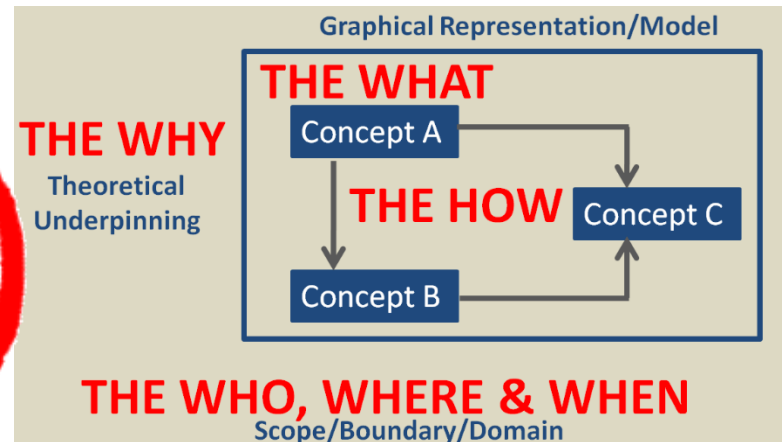 Graphical Representation/Model
THE WHAT
Concept A
THE WHY
Theoretical
Underpinning
THE HOW
Concept C
Concept B
THE WHO, WHERE & WHEN
Scope/Boundary/Domain